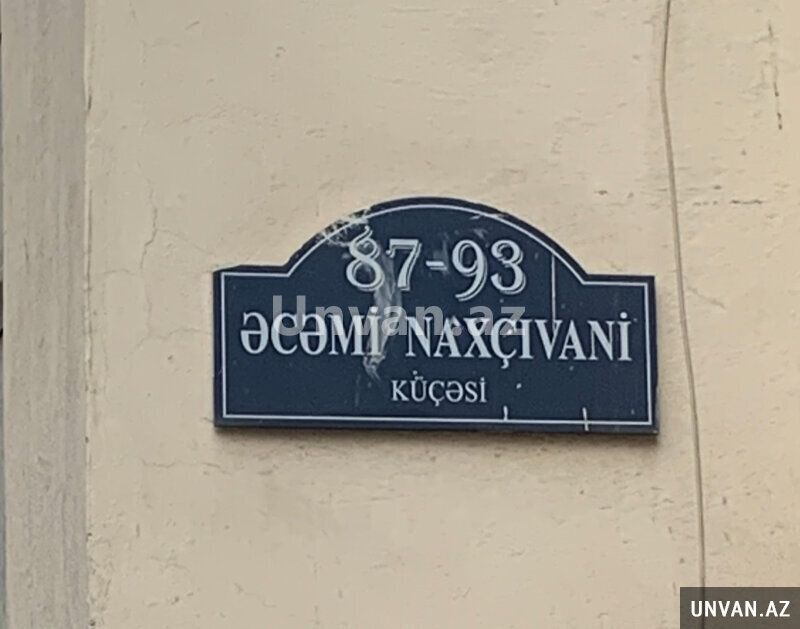 87-93
ƏCƏMİ NAXÇIVANİ
KÜÇƏSİ
Unvan.az
UNVAN.AZ